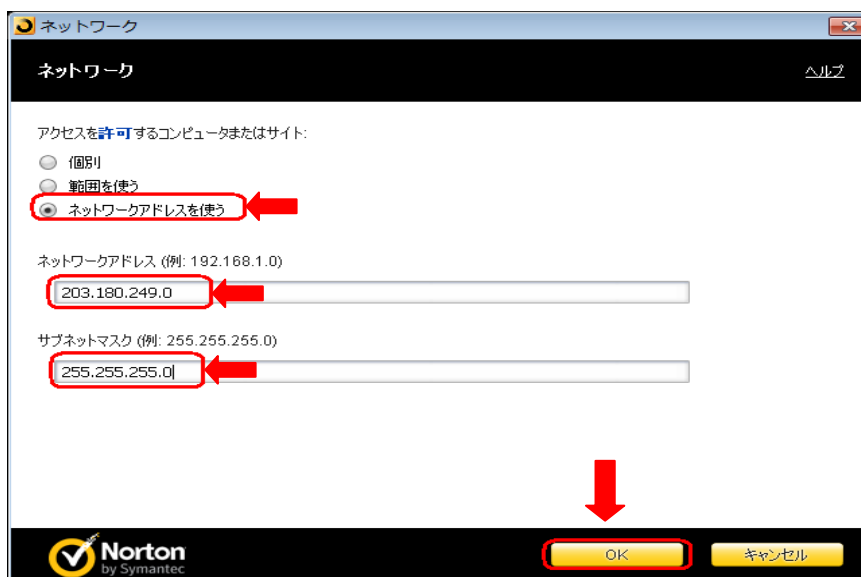 ネットワーク
ネットワーク
ヘルプ
アクセスを許可するコンピュータまたはサイト:
個別
範囲を使う
ネットワークアドレスを使う
ネットワークアドレス (例: 192.168.1.0)
203.180.249.0
サブネットマスク (例: 255.255.255.0)
255.255.255.0
Norton
by Symantec
OK
キャンセル